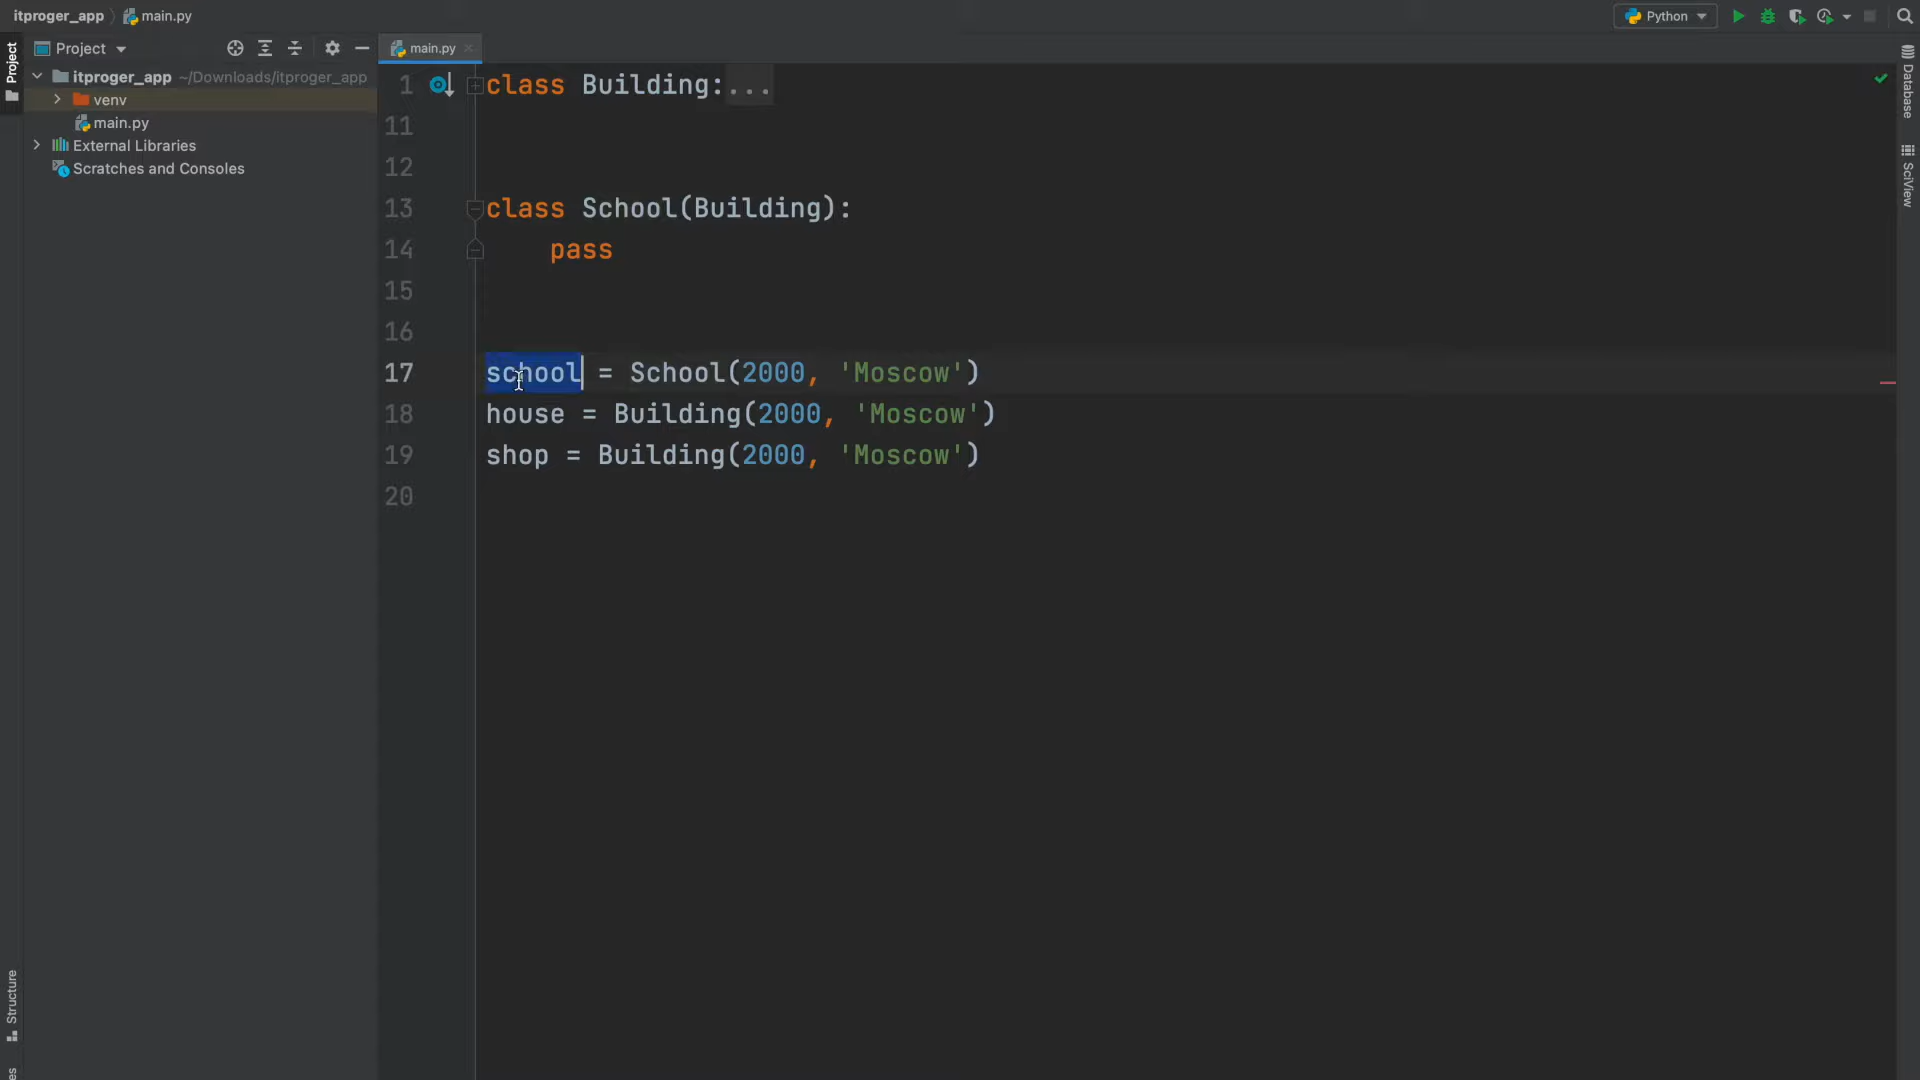 itproger_app
main.py
Python
Project
Project
main.py
itproger_app ~/Downloads/itproger_app
venv
main.py
External Libraries
Scratches and Consoles
1 class Building:...
11
12
13 class School(Building):
14 pass
15
16
17 school = School(2000, 'Moscow')
18 house = Building(2000, 'Moscow')
19 shop = Building(2000, 'Moscow')
20
Database
SciView
Structure